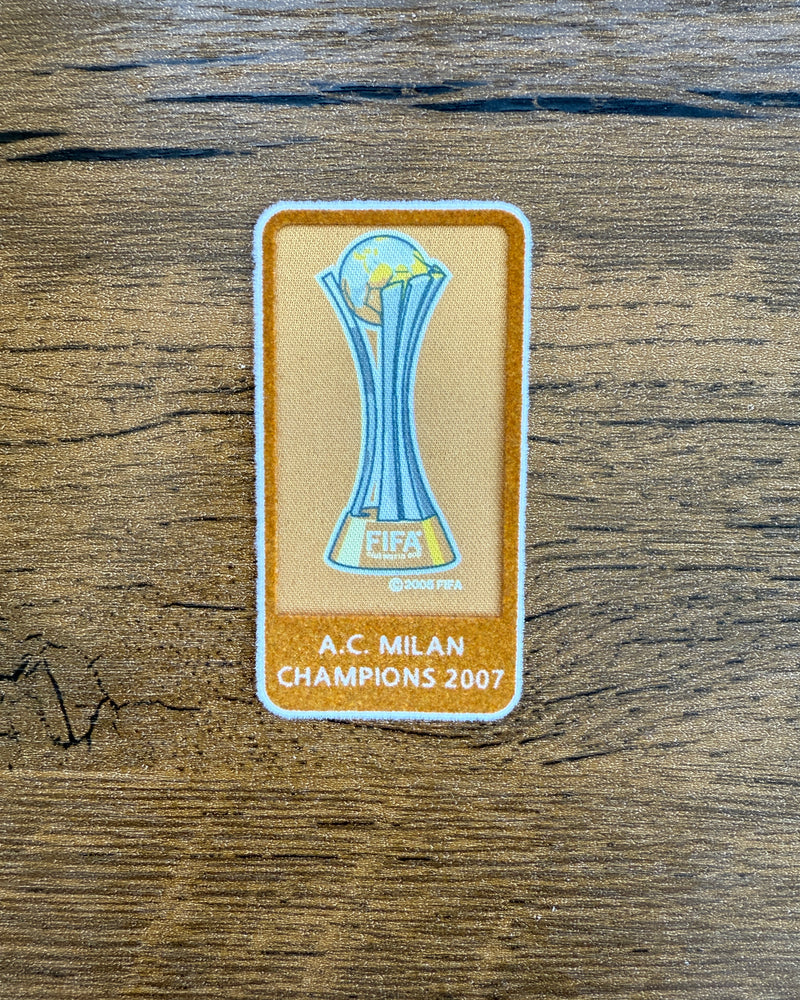 FIFA
© 2005 FIFA
A.C. MILAN
CHAMPIONS 2007